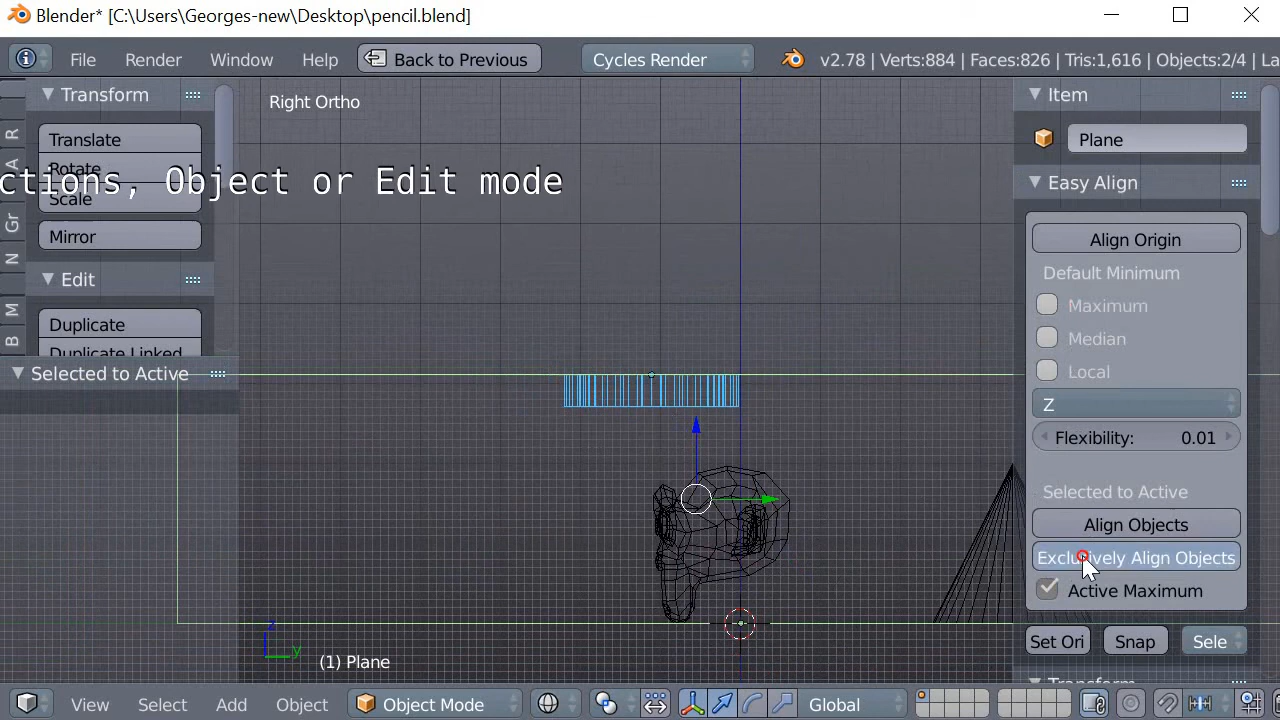 Blender* [C:\Users\Georges-new\Desktop\pencil.blend]
File Render Window Help Back to Previous Cycles Render v2.78 | Verts:884 | Faces:826 | Tris:1,616 | Objects:2/4 | La
Transform
Translate
Rotate
Scale
Mirror
Edit
Duplicate
Duplicate Linked
Selected to Active
R
A
Gr
N
M
B
Right Ortho
ctions, Object or Edit mode
z
y
(1) Plane
Item
Plane
Easy Align
Align Origin
Default Minimum
Maximum
Median
Local
Z
Flexibility: 0.01
Selected to Active
Align Objects
Exclusively Align Objects
Active Maximum
Set Ori Snap Sele
Transform
View Select Add Object Object Mode Global